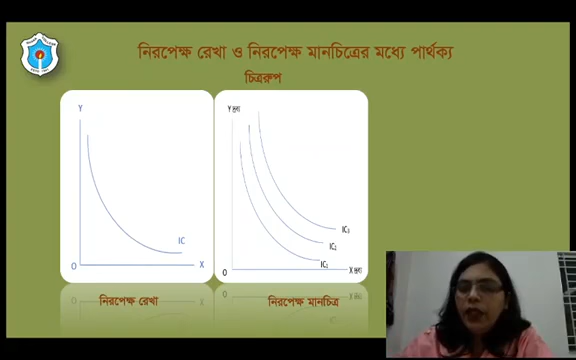 নিরপেক্ষ রেখা ও নিরপেক্ষ মানচিত্রের মধ্যে পার্থক্য
চিত্ররুপ
Y
IC
O
X
Y দ্রব্য
IC₃
IC₂
IC₁
O
X দ্রব্য
নিরপেক্ষ রেখা
নিরপেক্ষ মানচিত্র